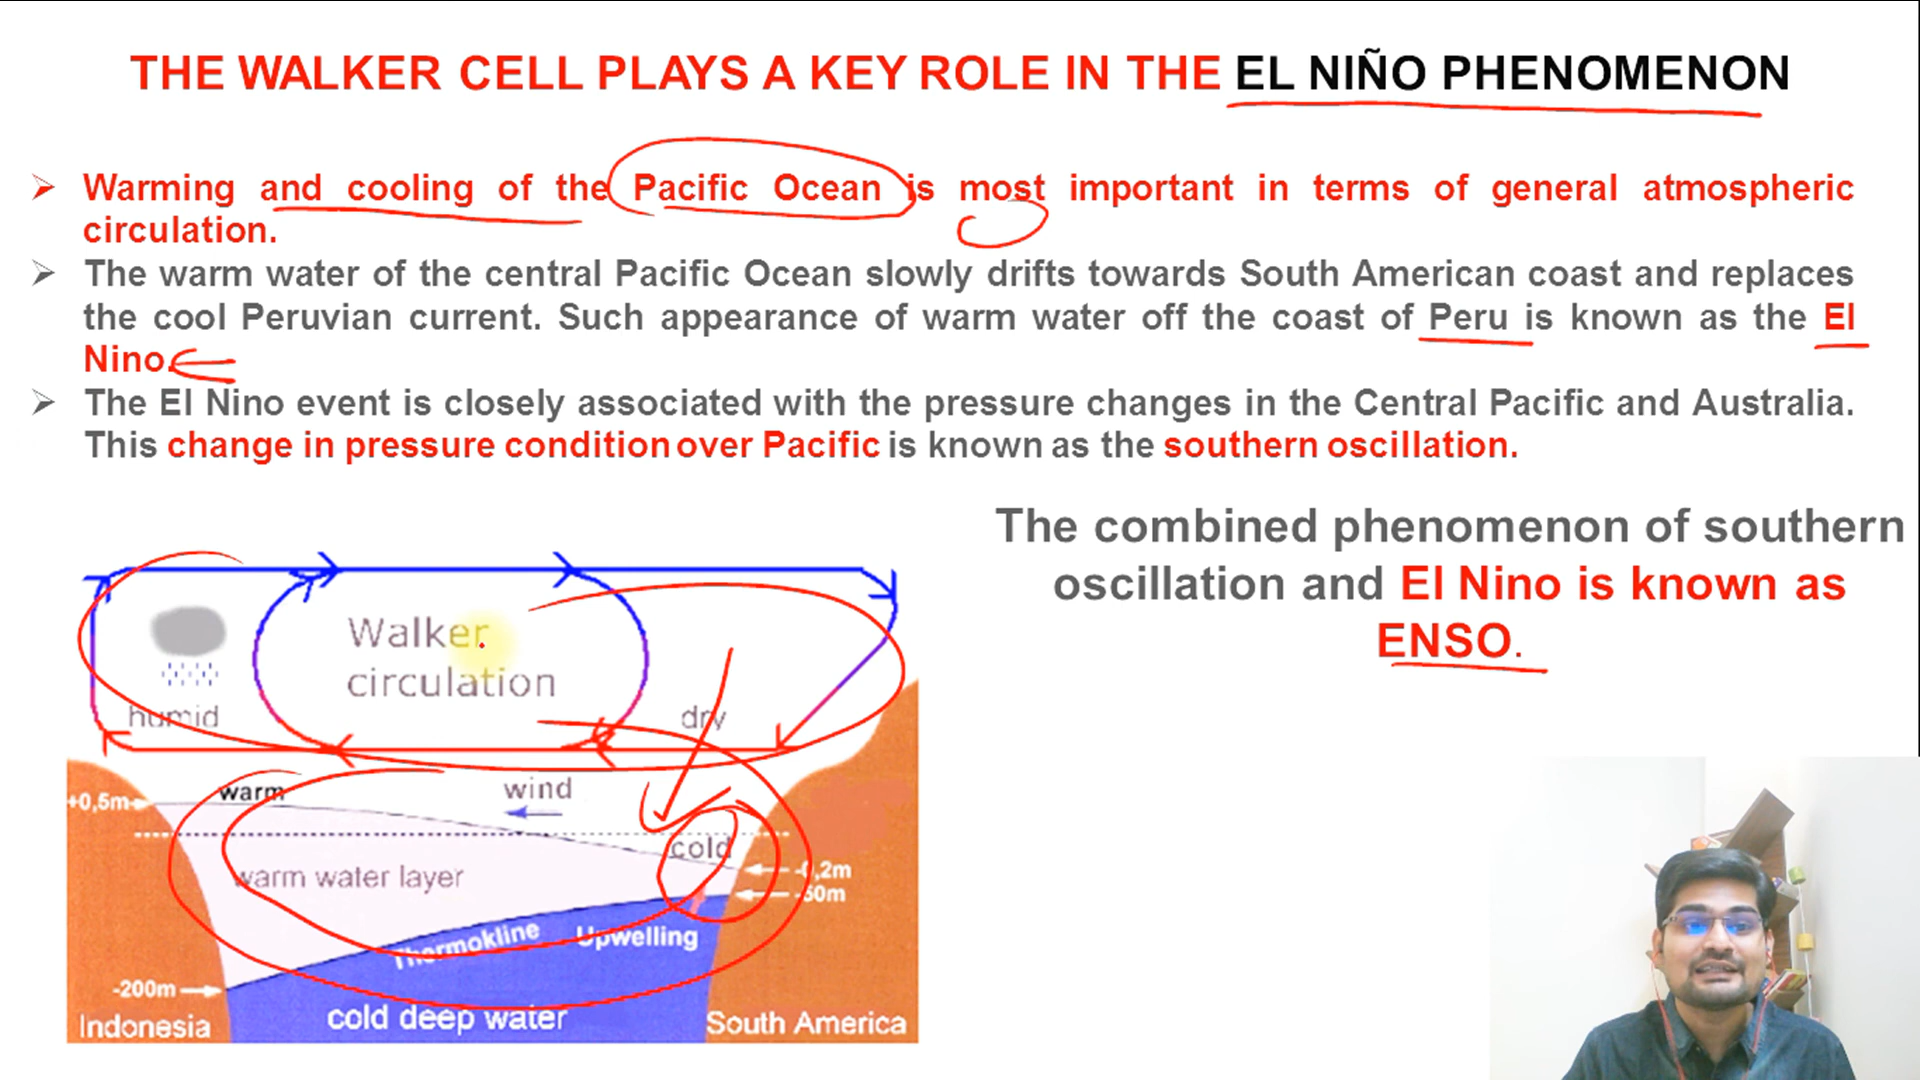 THE WALKER CELL PLAYS A KEY ROLE IN THE EL NIÑO PHENOMENON
Warming and cooling of the Pacific Ocean is most important in terms of general atmospheric
circulation.
The warm water of the central Pacific Ocean slowly drifts towards South American coast and replaces
the cool Peruvian current. Such appearance of warm water off the coast of Peru is known as the El
Nino.
The El Nino event is closely associated with the pressure changes in the Central Pacific and Australia.
This change in pressure condition over Pacific is known as the southern oscillation.
The combined phenomenon of southern
oscillation and El Nino is known as
ENSO.
Walker
circulation
humid
dry
warm
wind
+0,5m
cold
warm water layer
-0,2m
-50m
Thermokline
Upwelling
-200m
cold deep water
Indonesia
South America